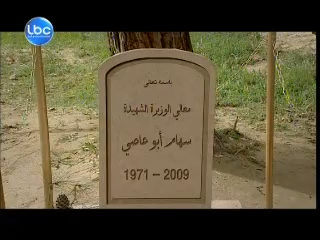 lbc
باسمه تعالى
معالي الوزيرة الشهيدة
سهام أبو عاصي
1971 – 2009